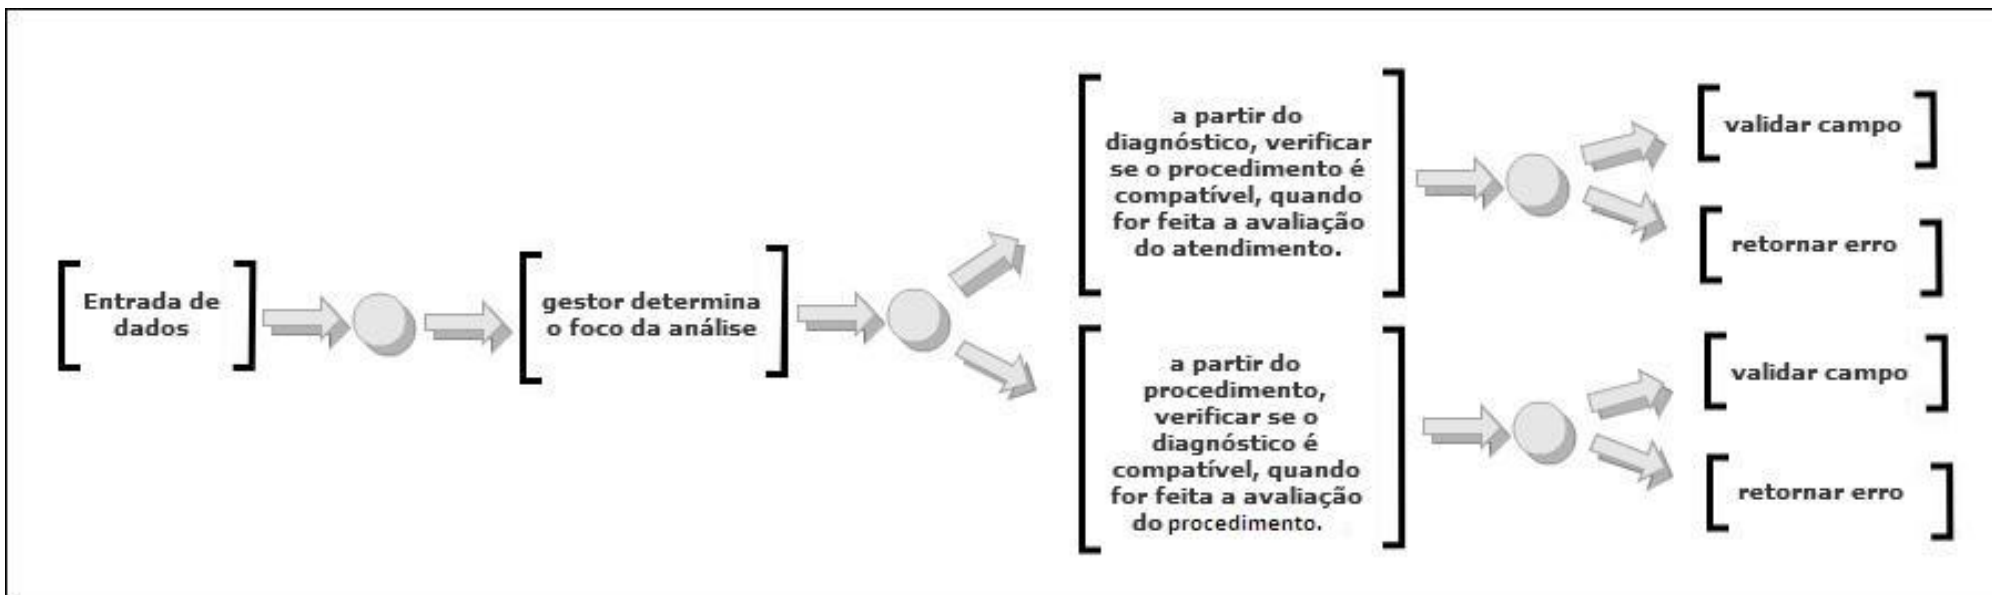 Entrada de
dados
gestor determina
o foco da análise
a partir do
diagnóstico, verificar
se o procedimento é
compatível, quando
for feita a avaliação
do atendimento.
validar campo
retornar erro
a partir do
procedimento,
verificar se o
diagnóstico é
compatível, quando
for feita a avaliação
do procedimento.
validar campo
retornar erro